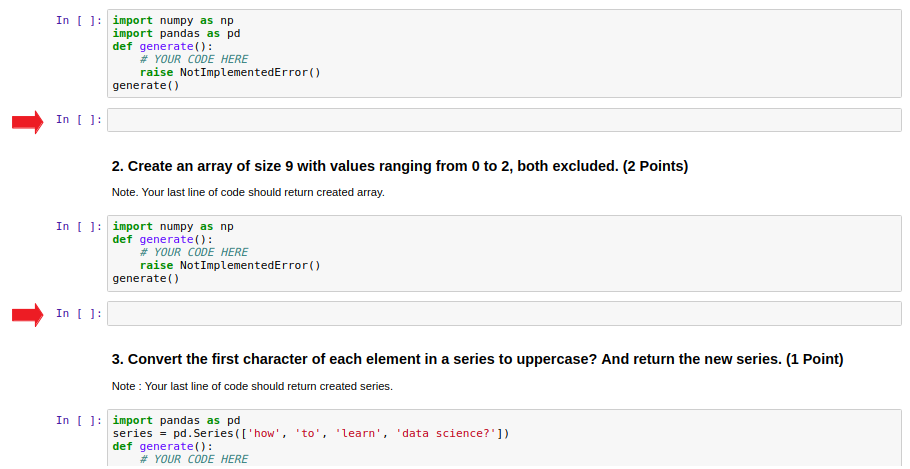 In [ ]: import numpy as np
import pandas as pd
def generate():
    # YOUR CODE HERE
    raise NotImplementedError()
generate()
In [ ]:
2. Create an array of size 9 with values ranging from 0 to 2, both excluded. (2 Points)
Note. Your last line of code should return created array.
In [ ]: import numpy as np
def generate():
    # YOUR CODE HERE
    raise NotImplementedError()
generate()
In [ ]:
3. Convert the first character of each element in a series to uppercase? And return the new series. (1 Point)
Note : Your last line of code should return created series.
In [ ]: import pandas as pd
series = pd.Series(['how', 'to', 'learn', 'data science?'])
def generate():
    # YOUR CODE HERE